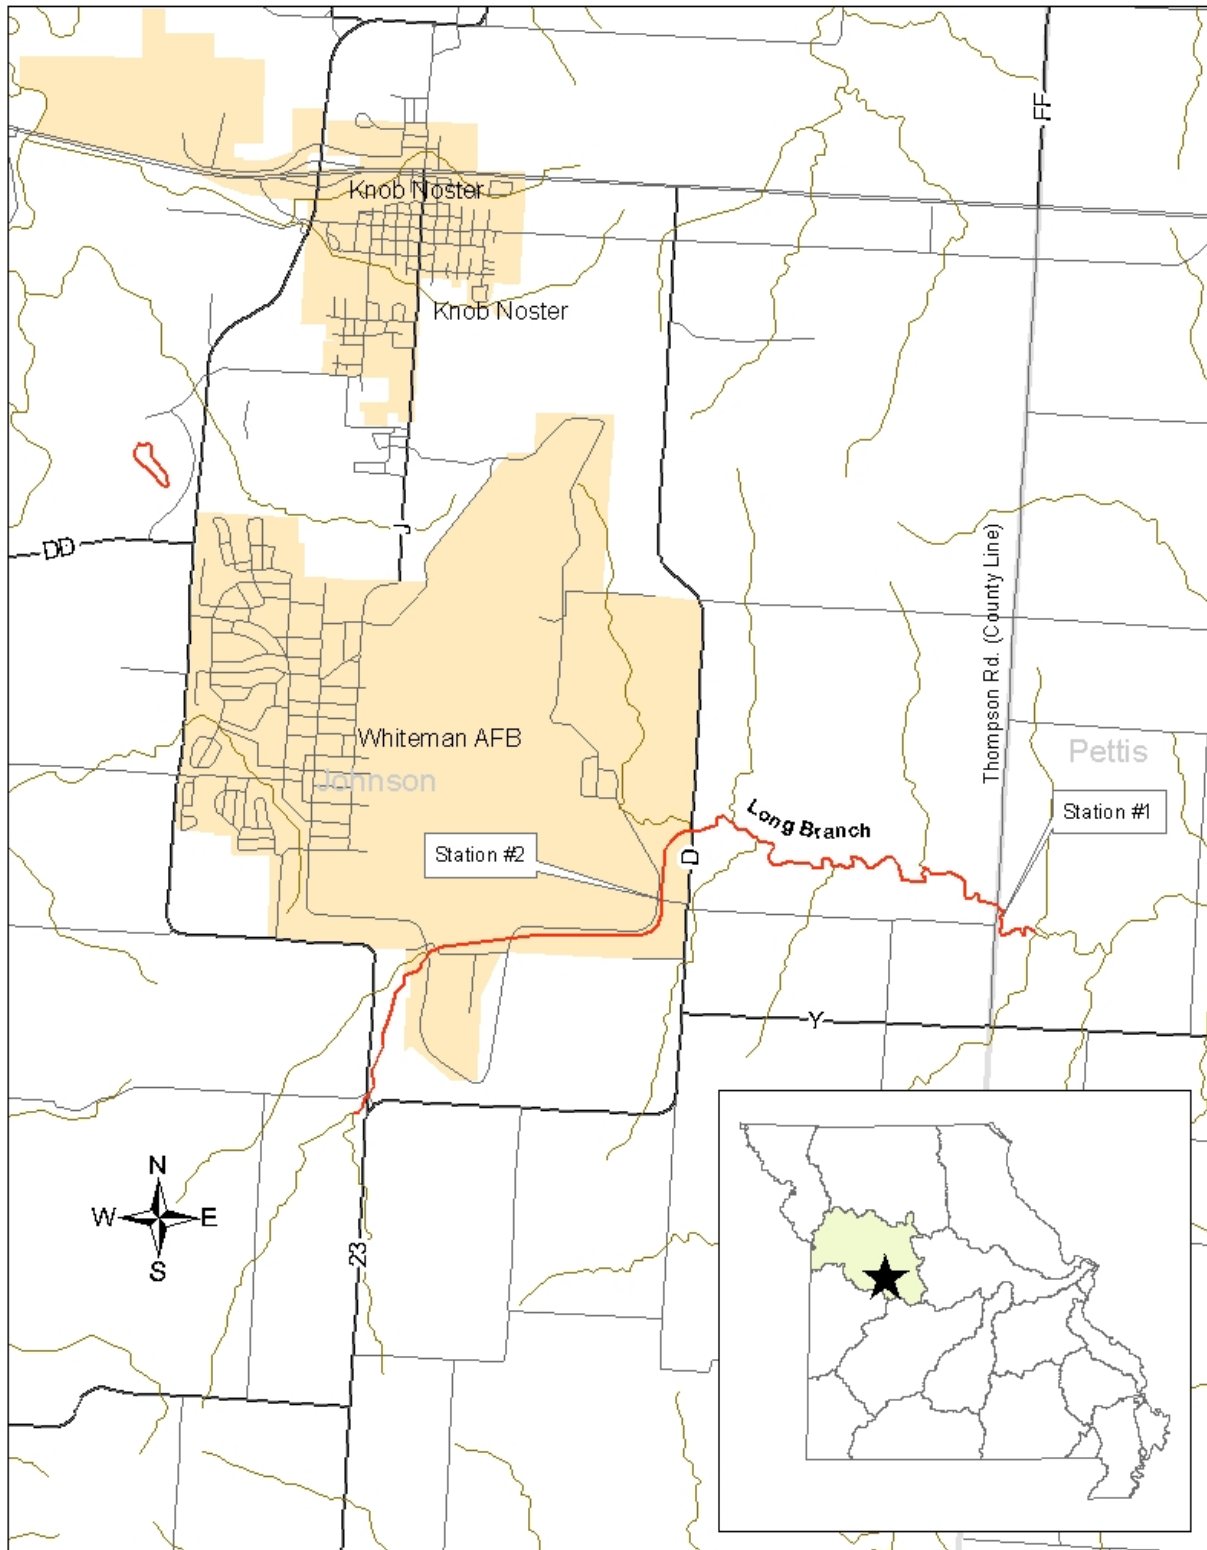 FF
Knob Noster
Knob Noster
J
DD
Thompson Rd. (County Line)
Whiteman AFB
Pettis
Johnson
Station #1
Long Branch
Station #2
D
Y
N
W E
S
23